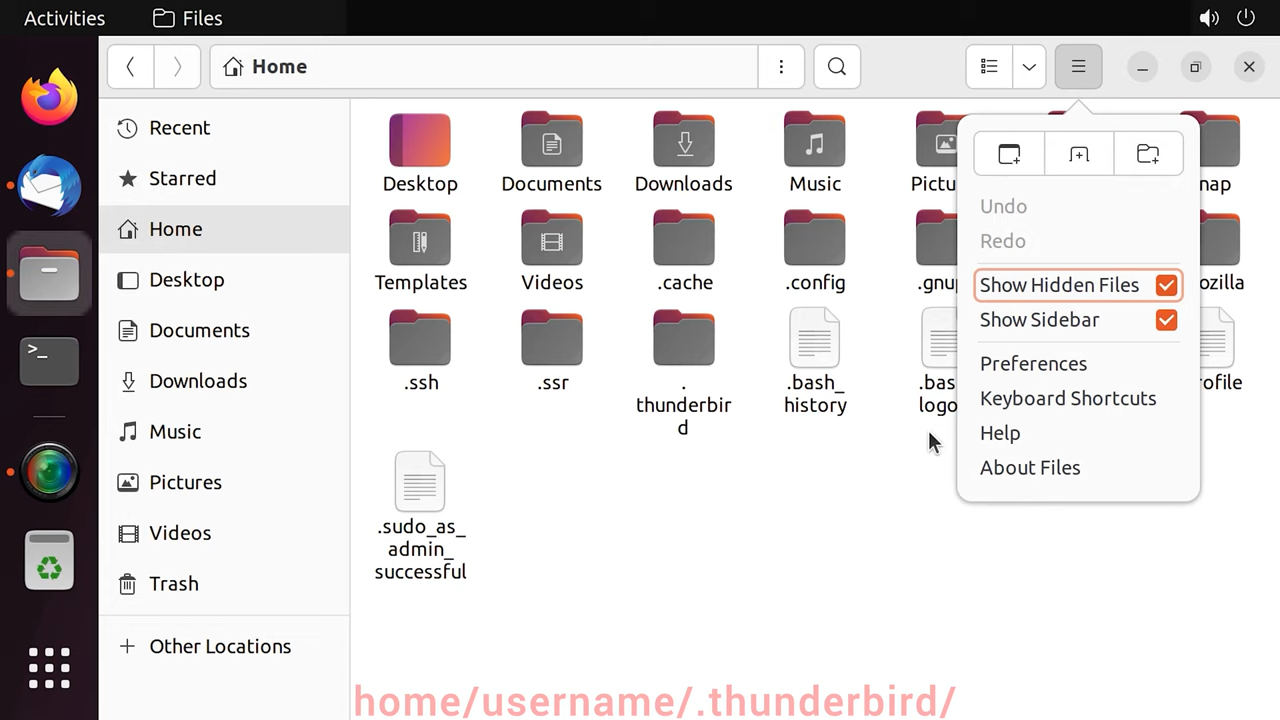 Activities Files
Home
Recent
Starred
Home
Desktop
Documents
Downloads
Music
Pictures
Videos
Trash
Other Locations
Desktop Documents Downloads Music Pictu nap
Templates Videos .cache .config .gnup ozilla
.ssh .ssr .
thunderbir
d .bash_
history .bas
logo rofile
.sudo_as_
admin_
successful
Undo
Redo
Show Hidden Files
Show Sidebar
Preferences
Keyboard Shortcuts
Help
About Files
home/username/.thunderbird/